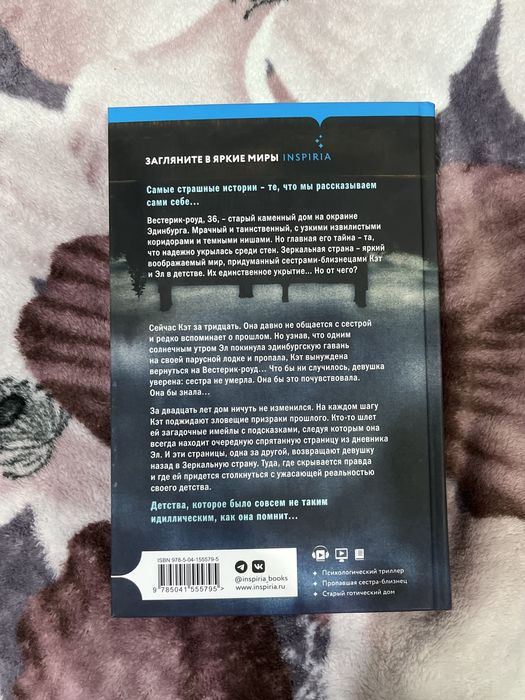 ЗАГЛЯНИТЕ В ЯРКИЕ МИРЫ INSPIRIA
Самые страшные истории – те, что мы рассказываем
сами себе...
Вестерик-роуд, 36, – старый каменный дом на окраине
Эдинбурга. Мрачный и таинственный, с узкими извилистыми
коридорами и темными нишами. Но главная его тайна – та,
что надежно укрылась среди стен. Зеркальная страна – яркий
воображаемый мир, придуманный сестрами-близнецами Кэт
и Эл в детстве. Их единственное укрытие... Но от чего?
Сейчас Кэт за тридцать. Она давно не общается с сестрой
и редко вспоминает о прошлом. Но узнав, что одним
солнечным утром Эл покинула эдинбургскую гавань
на своей парусной лодке и пропала, Кэт вынуждена
вернуться на Вестерик-роуд... Что бы ни случилось, девушка
уверена: сестра не умерла. Она бы это почувствовала.
Она бы знала...
За двадцать лет дом ничуть не изменился. На каждом шагу
Кэт поджидают зловещие призраки прошлого. Кто-то шлет
ей загадочные имейлы с подсказками, следуя которым она
всегда находит очередную спрятанную страницу из дневника
Эл. И эти страницы, одна за другой, возвращают девушку
назад в Зеркальную страну. Туда, где скрывается правда
и где ей придется столкнуться с ужасающей реальностью
своего детства.
Детства, которое было совсем не таким
идиллическим, как она помнит...
ISBN 978-5-04-155579-5
9 785041 555795 >
@inspiria_books
www.inspiria.ru
Психологический триллер
Пропавшая сестра-близнец
Старый готический дом